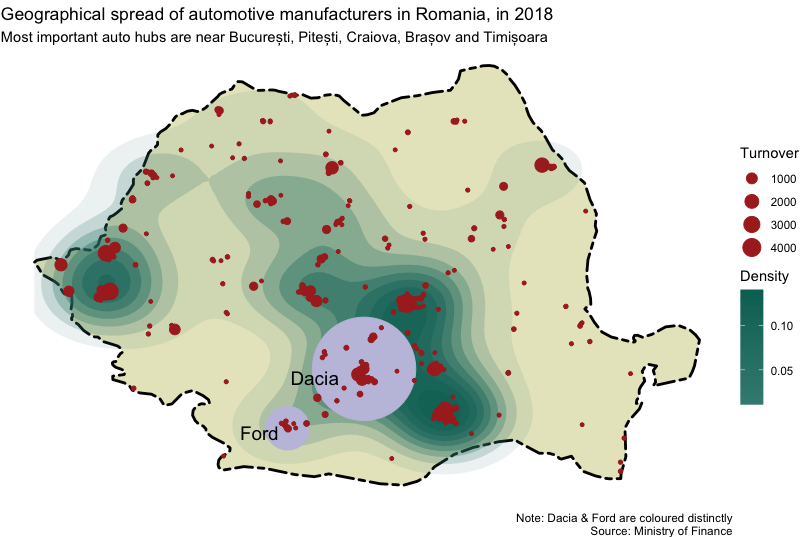 Geographical spread of automotive manufacturers in Romania, in 2018
Most important auto hubs are near București, Pitești, Craiova, Brașov and Timișoara
Turnover
1000
2000
3000
4000
Density
0.10
0.05
Dacia
Ford
Note: Dacia & Ford are coloured distinctly
Source: Ministry of Finance